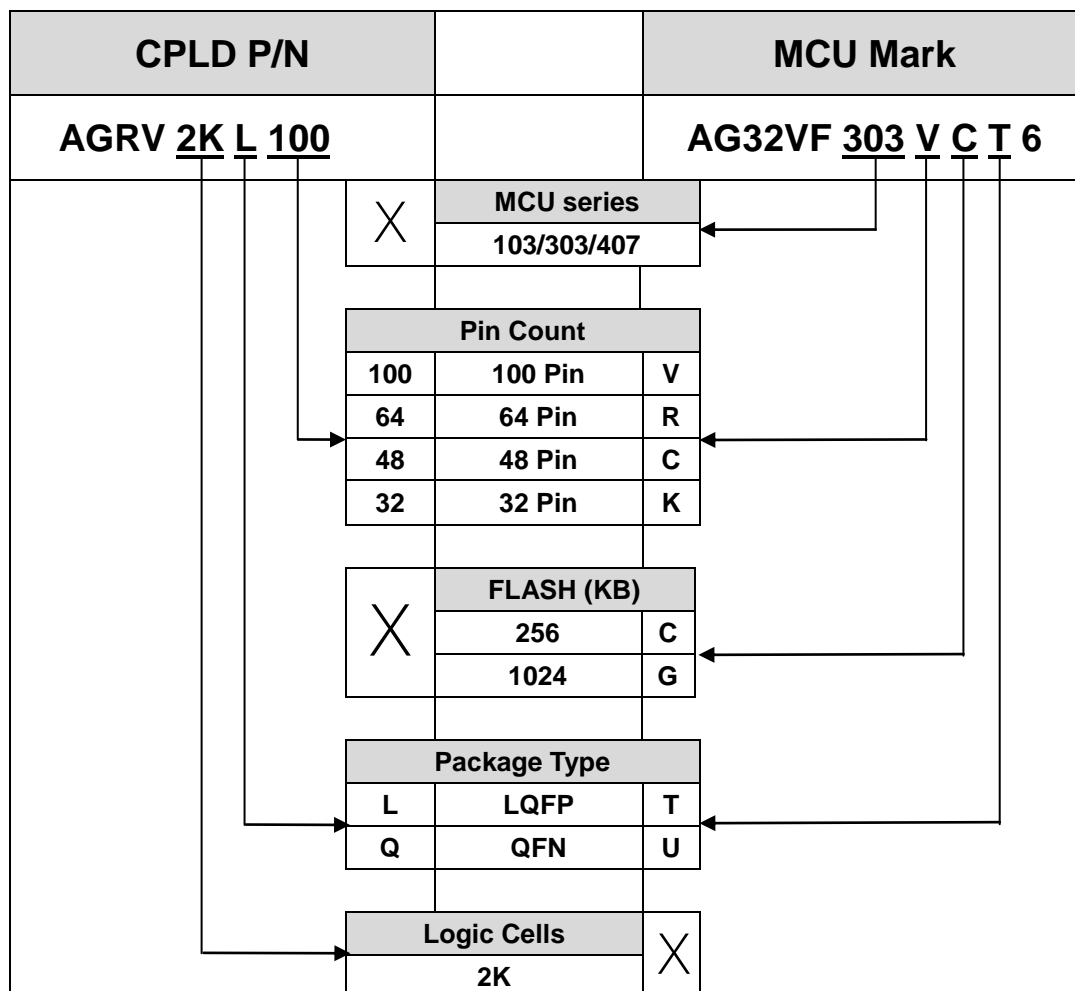 CPLD P/N MCU Mark
AGRV 2K L 100 AG32VF 303 V C T 6
MCU series
103/303/407
Pin Count
100 100 Pin V
64 64 Pin R
48 48 Pin C
32 32 Pin K
FLASH (KB)
256 C
1024 G
Package Type
L LQFP T
Q QFN U
Logic Cells
2K